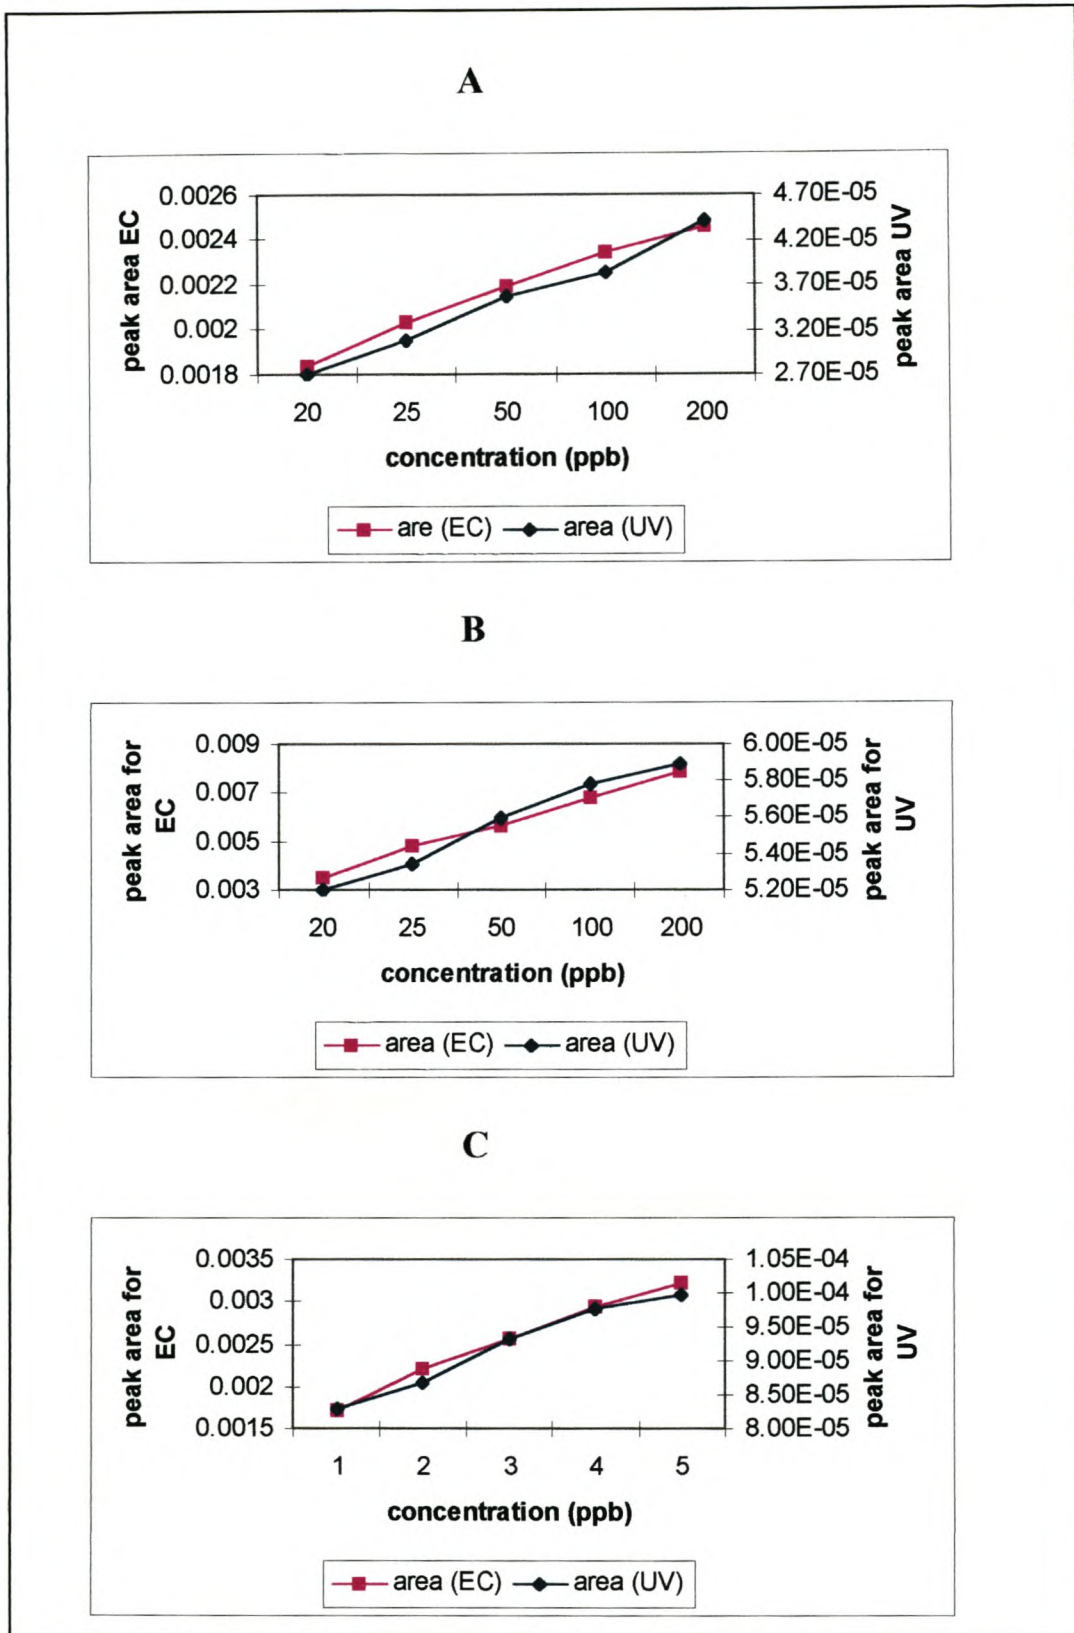 A
peak area EC
0.0026
0.0024
0.0022
0.002
0.0018
4.70E-05
4.20E-05
3.70E-05
3.20E-05
2.70E-05
peak area UV
20 25 50 100 200
concentration (ppb)
are (EC) area (UV)
B
peak area for
EC
0.009
0.007
0.005
0.003
6.00E-05
5.80E-05
5.60E-05
5.40E-05
5.20E-05
peak area for
UV
20 25 50 100 200
concentration (ppb)
area (EC) area (UV)
C
peak area for
EC
0.0035
0.003
0.0025
0.002
0.0015
1.05E-04
1.00E-04
9.50E-05
9.00E-05
8.50E-05
8.00E-05
peak area for
UV
1 2 3 4 5
concentration (ppb)
area (EC) area (UV)